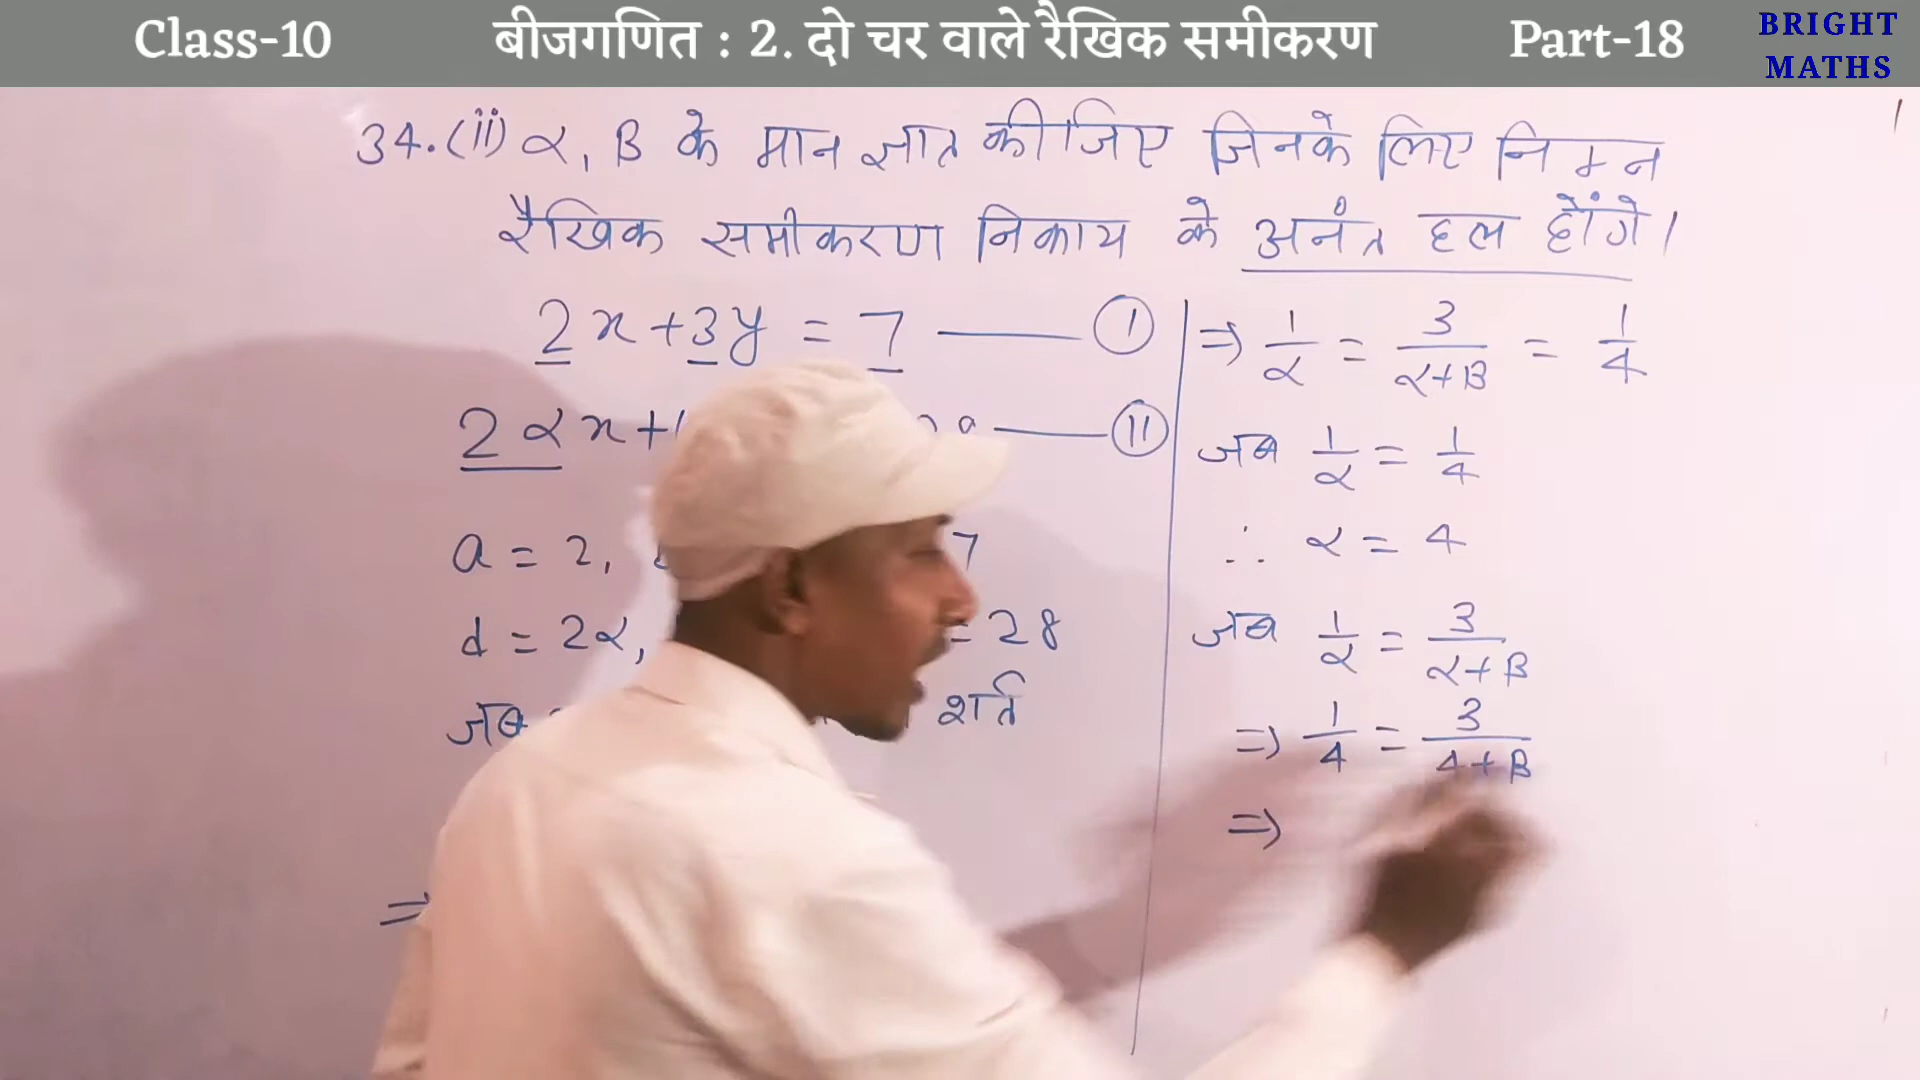 Class-10 बीजगणित : 2. दो चर वाले रैखिक समीकरण Part-18 BRIGHT MATHS
34.(ii) α, β के मान ज्ञात कीजिए जिनके लिए निम्न
रैखिक समीकरण निकाय के अनंत हल होंगे।
2x+3y = 7 —— (I)
2αx+( —— (II)
a = 2, 7
d = 2α, = 28
जब शर्त
⇒
⇒ 1/α = 3/(α+β) = 1/4
जब 1/α = 1/4
∴ α = 4
जब 1/α = 3/(α+β)
⇒ 1/4 = 3/(4+β)
⇒